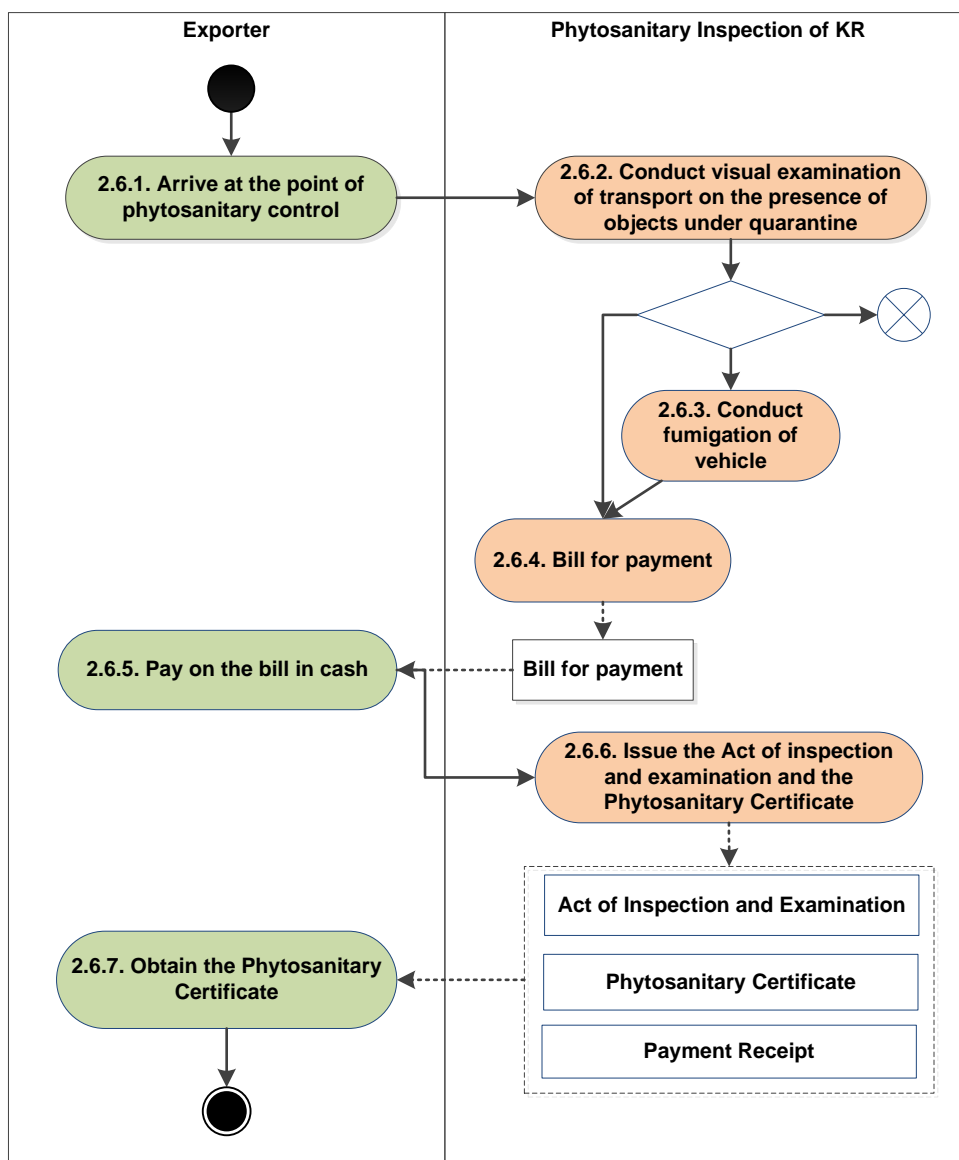 Exporter
Phytosanitary Inspection of KR
2.6.1. Arrive at the point of
phytosanitary control
2.6.2. Conduct visual examination
of transport on the presence of
objects under quarantine
2.6.3. Conduct
fumigation of
vehicle
2.6.4. Bill for payment
2.6.5. Pay on the bill in cash
Bill for payment
2.6.6. Issue the Act of inspection
and examination and the
Phytosanitary Certificate
Act of Inspection and Examination
2.6.7. Obtain the Phytosanitary
Certificate
Phytosanitary Certificate
Payment Receipt